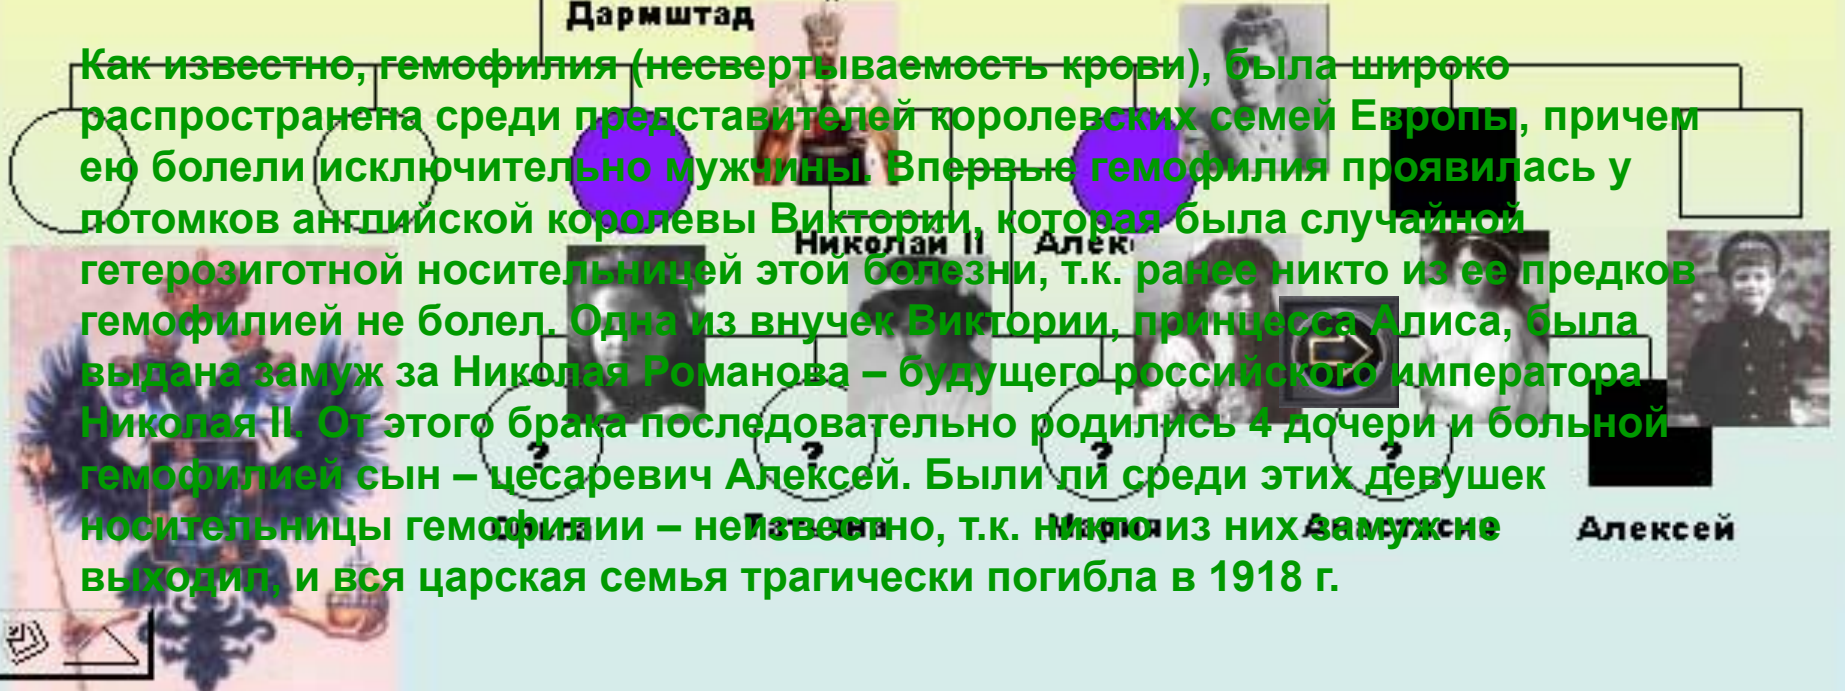 Дармштад
Как известно, гемофилия (несвертываемость крови), была широко
распространена среди представителей королевских семей Европы, причем
ею болели исключительно мужчины. Впервые гемофилия проявилась у
потомков английской королевы Виктории, которая была случайной
Николай II Алек
гетерозиготной носительницей этой болезни, т.к. ранее никто из ее предков
гемофилией не болел. Одна из внучек Виктории, принцесса Алиса, была
выдана замуж за Николая Романова – будущего российского императора
Николая II. От этого брака последовательно родились 4 дочери и больной
? ? ? ?
гемофилией сын – цесаревич Алексей. Были ли среди этих девушек
носительницы гемофилии – неизвестно, т.к. никто из них замуж не
Татьяна Мария Алексей
выходил, и вся царская семья трагически погибла в 1918 г.